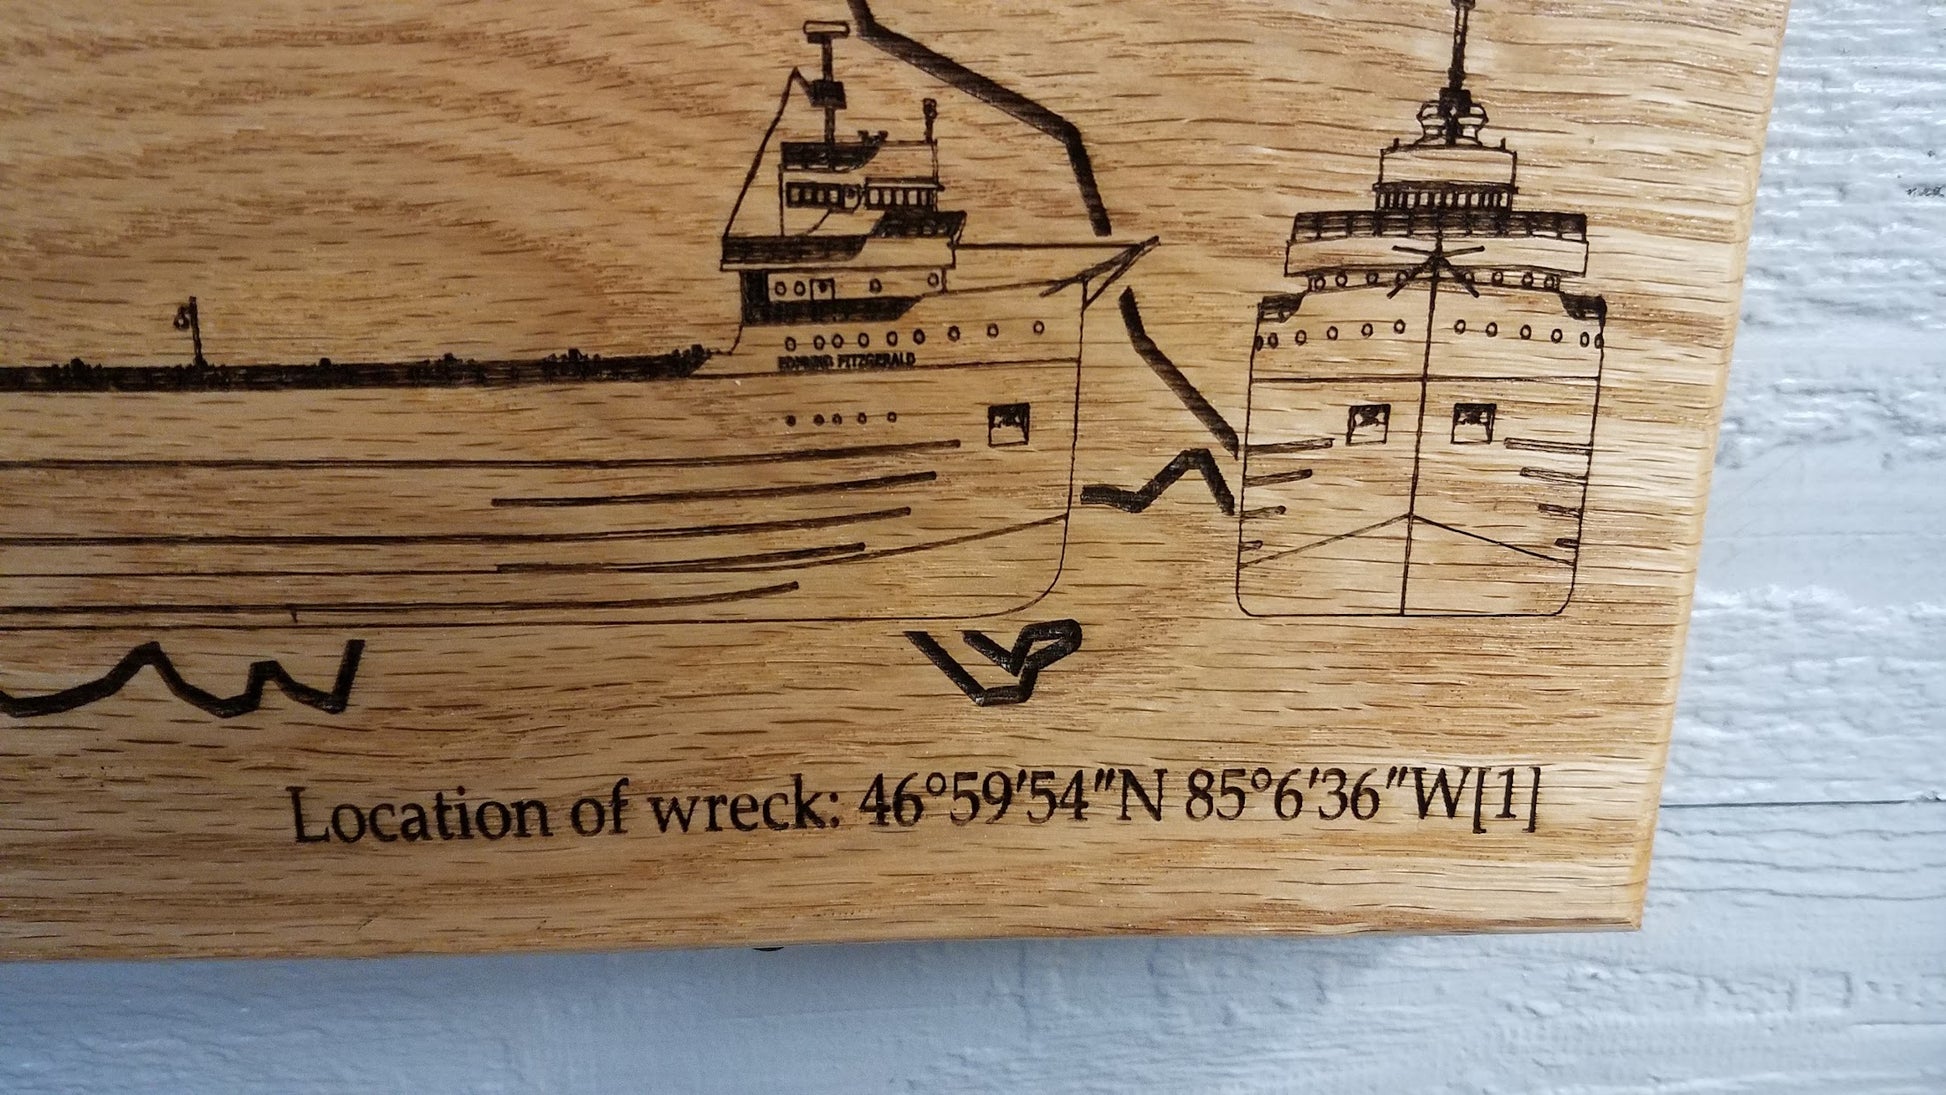 EDMUND FITZGERALD
Location of wreck: 46°59′54″N 85°6′36″W[1]